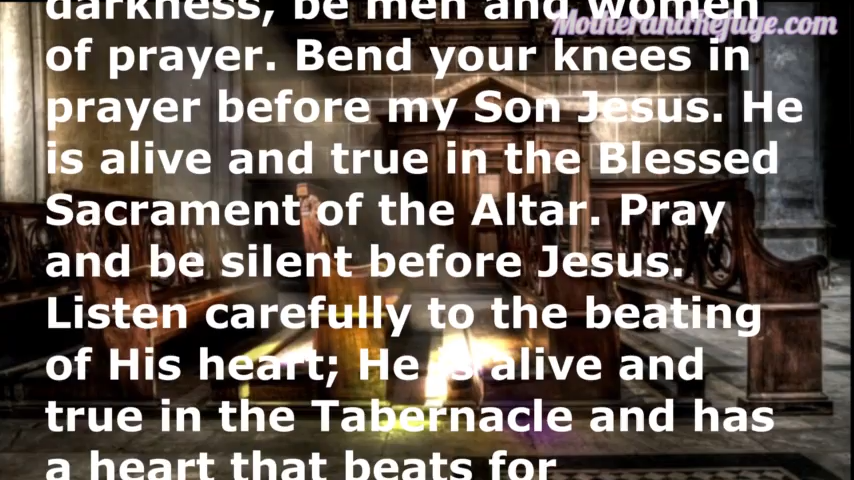 MotherandRefuge.com
darkness, be men and women
of prayer. Bend your knees in
prayer before my Son Jesus. He
is alive and true in the Blessed
Sacrament of the Altar. Pray
and be silent before Jesus.
Listen carefully to the beating
of His heart; He is alive and
true in the Tabernacle and has
a heart that beats for